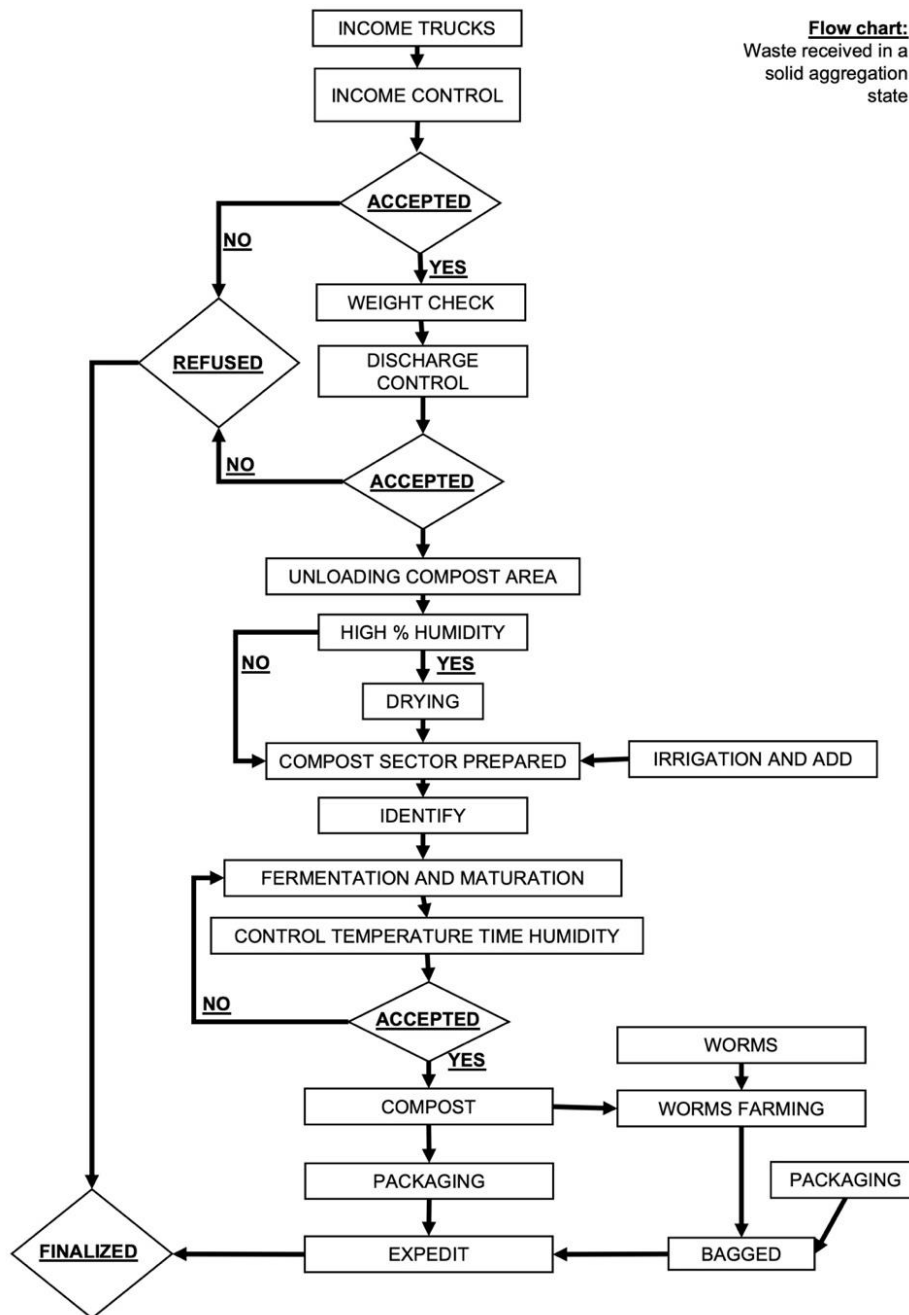 INCOME TRUCKS
Flow chart:
Waste received in a
solid aggregation
state
INCOME CONTROL
ACCEPTED
NO
YES
WEIGHT CHECK
REFUSED
DISCHARGE
CONTROL
NO
ACCEPTED
UNLOADING COMPOST AREA
HIGH % HUMIDITY
NO
YES
DRYING
COMPOST SECTOR PREPARED
IRRIGATION AND ADD
IDENTIFY
FERMENTATION AND MATURATION
CONTROL TEMPERATURE TIME HUMIDITY
NO
ACCEPTED
YES
WORMS
COMPOST
WORMS FARMING
PACKAGING
PACKAGING
FINALIZED
EXPEDIT
BAGGED